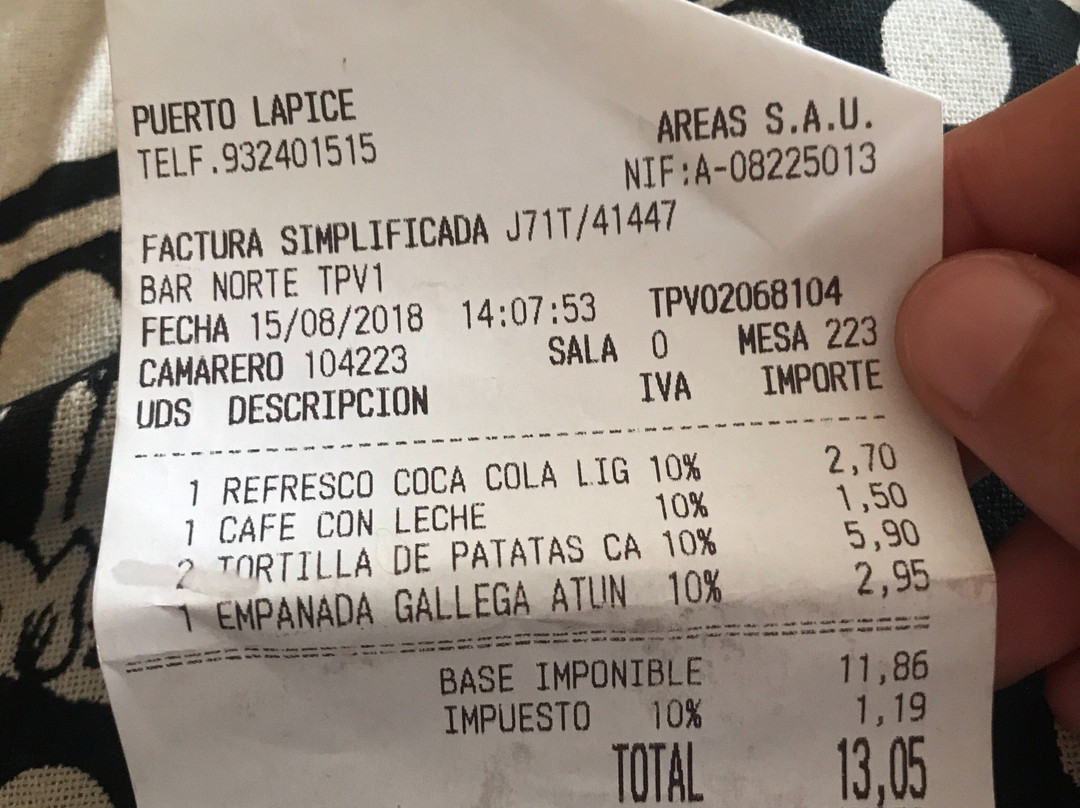 PUERTO LAPICE AREAS S.A.U.
TELF.932401515 NIF:A-08225013
FACTURA SIMPLIFICADA J71T/41447
BAR NORTE TPV1
FECHA 15/08/2018 14:07:53 TPV02068104
CAMARERO 104223 SALA 0 MESA 223
UDS DESCRIPCION IVA IMPORTE
1 REFRESCO COCA COLA LIG 10% 2,70
1 CAFE CON LECHE 10% 1,50
2 TORTILLA DE PATATAS CA 10% 5,90
1 EMPANADA GALLEGA ATUN 10% 2,95
BASE IMPONIBLE 11,86
IMPUESTO 10% 1,19
TOTAL 13,05